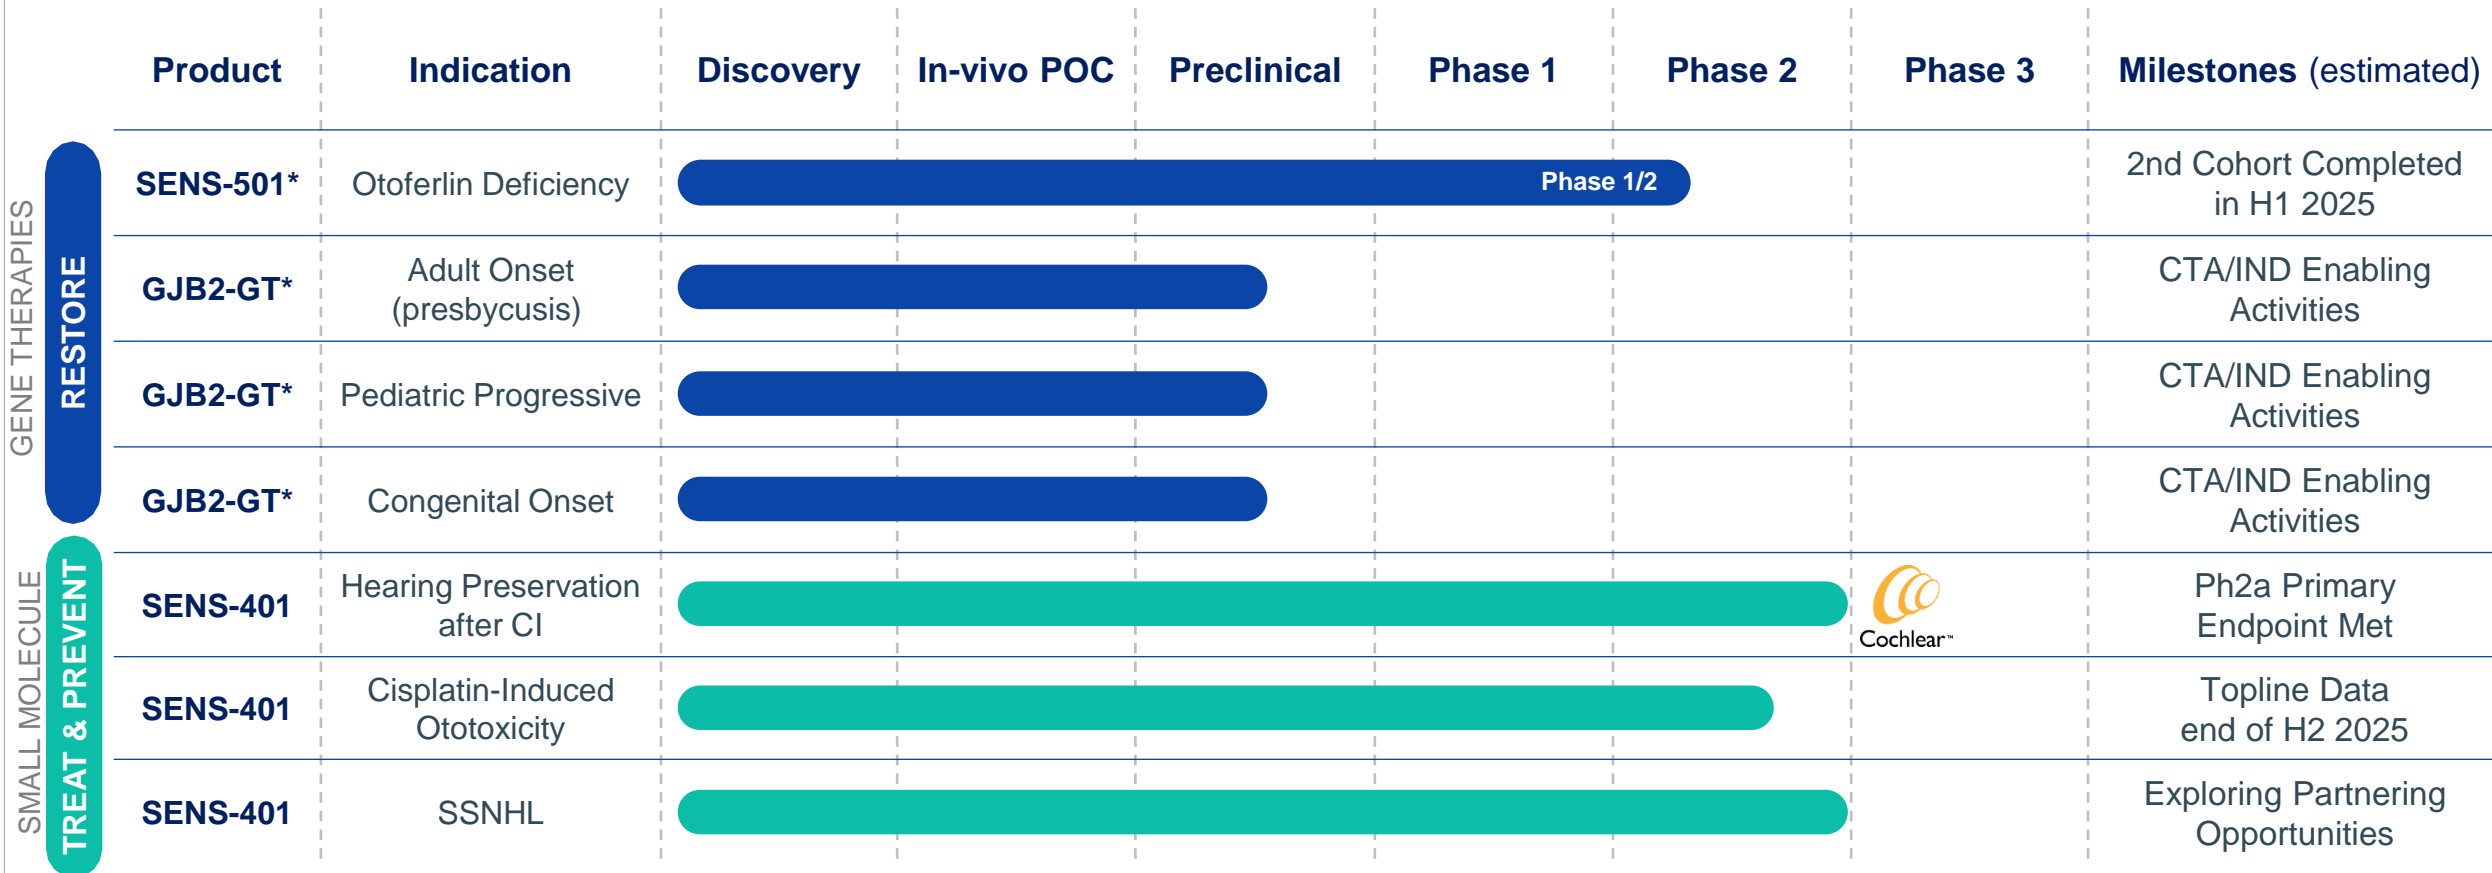 Product Indication Discovery In-vivo POC Preclinical Phase 1 Phase 2 Phase 3 Milestones (estimated)
GENE THERAPIES
RESTORE
SENS-501* Otoferlin Deficiency Phase 1/2 2nd Cohort Completed
in H1 2025
GJB2-GT* Adult Onset
(presbycusis)
CTA/IND Enabling
Activities
GJB2-GT* Pediatric Progressive CTA/IND Enabling
Activities
GJB2-GT* Congenital Onset CTA/IND Enabling
Activities
SMALL MOLECULE
TREAT & PREVENT
SENS-401 Hearing Preservation
after CI
Cochlear™
Ph2a Primary
Endpoint Met
SENS-401 Cisplatin-Induced
Ototoxicity
Topline Data
end of H2 2025
SENS-401 SSNHL Exploring Partnering
Opportunities